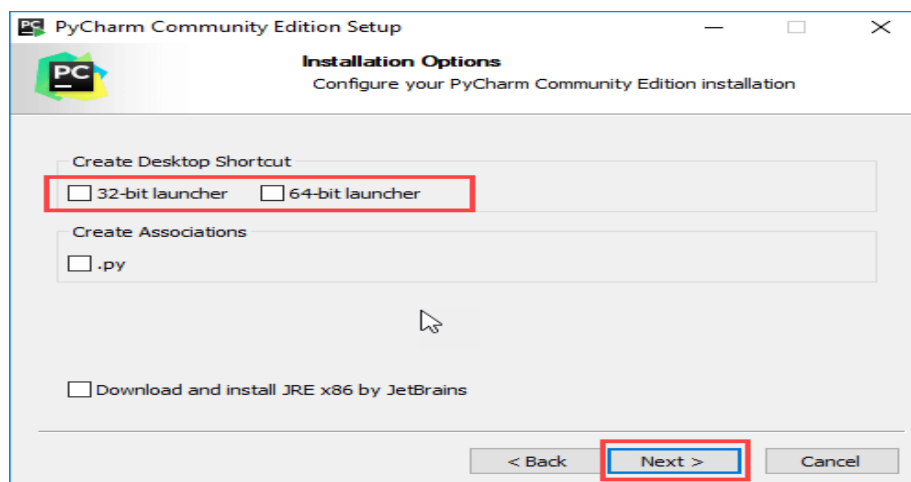 PC PyCharm Community Edition Setup
PC
Installation Options
Configure your PyCharm Community Edition installation
Create Desktop Shortcut
32-bit launcher 64-bit launcher
Create Associations
.py
Download and install JRE x86 by JetBrains
< Back Next > Cancel